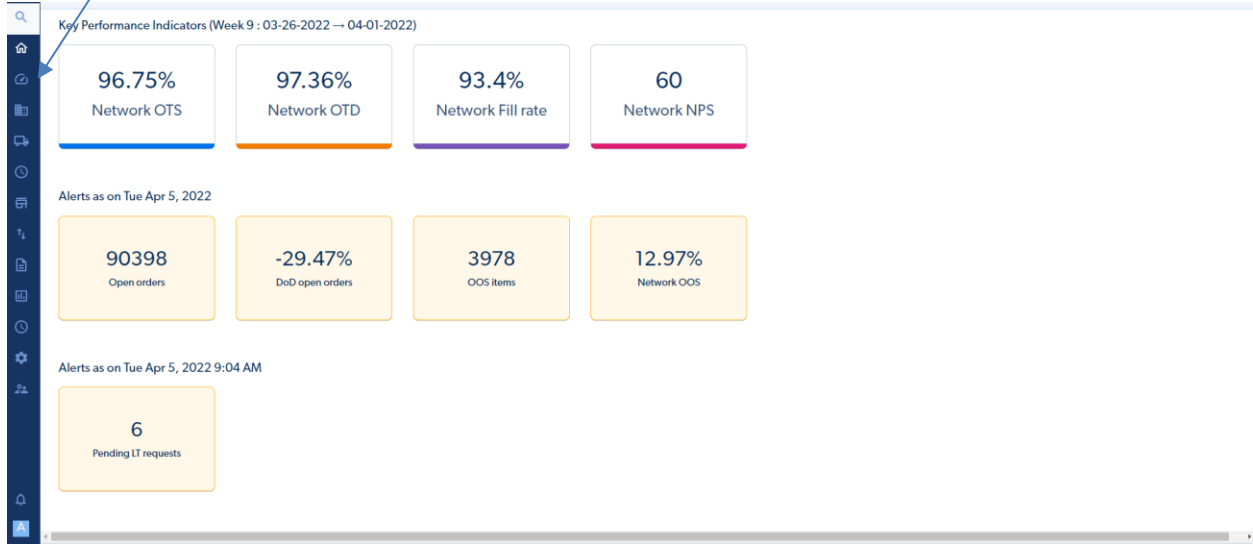 Key Performance Indicators (Week 9 : 03-26-2022 → 04-01-2022)
96.75%
Network OTS
97.36%
Network OTD
93.4%
Network Fill rate
60
Network NPS
Alerts as on Tue Apr 5, 2022
90398
Open orders
-29.47%
DoD open orders
3978
OOS items
12.97%
Network OOS
Alerts as on Tue Apr 5, 2022 9:04 AM
6
Pending LT requests
A